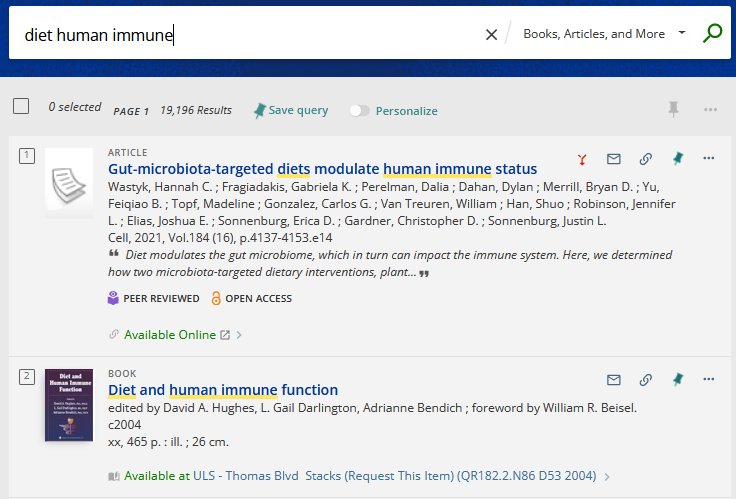 diet human immune
Books, Articles, and More
0 selected PAGE 1 19,196 Results Save query Personalize
1
ARTICLE
Gut-microbiota-targeted diets modulate human immune status
Wastyk, Hannah C. ; Fragiadakis, Gabriela K. ; Perelman, Dalia ; Dahan, Dylan ; Merrill, Bryan D. ; Yu,
Feiqiao B. ; Topf, Madeline ; Gonzalez, Carlos G. ; Van Treuren, William ; Han, Shuo ; Robinson, Jennifer
L. ; Elias, Joshua E. ; Sonnenburg, Erica D. ; Gardner, Christopher D. ; Sonnenburg, Justin L.
Cell, 2021, Vol.184 (16), p.4137-4153.e14
❝ Diet modulates the gut microbiome, which in turn can impact the immune system. Here, we determined
how two microbiota-targeted dietary interventions, plant... ❞
PEER REVIEWED OPEN ACCESS
Available Online
2
Diet and
Human Immune
Function
BOOK
Diet and human immune function
edited by David A. Hughes, L. Gail Darlington, Adrianne Bendich ; foreword by William R. Beisel.
c2004
xx, 465 p. : ill. ; 26 cm.
Available at ULS - Thomas Blvd Stacks (Request This Item) (QR182.2.N86 D53 2004)